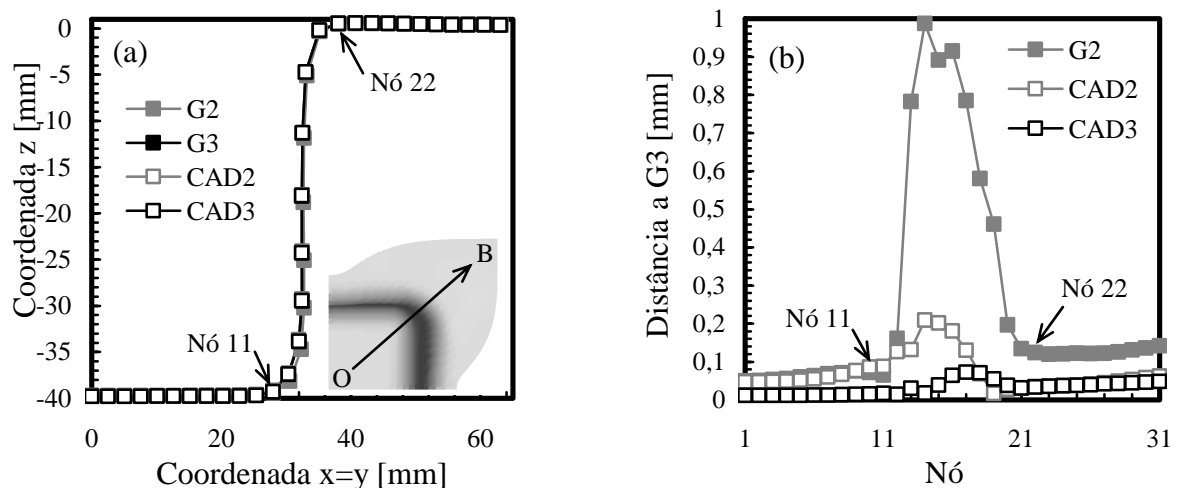 (a)
Coordenada z [mm]
0
-5
-10
-15
-20
-25
-30
-35
-40
G2
G3
CAD2
CAD3
Nó 22
Nó 11
B
O
0
20
40
60
Coordenada x=y [mm]
(b)
Distância a G3 [mm]
1
0,9
0,8
0,7
0,6
0,5
0,4
0,3
0,2
0,1
0
G2
CAD2
CAD3
Nó 11
Nó 22
1
11
21
31
Nó